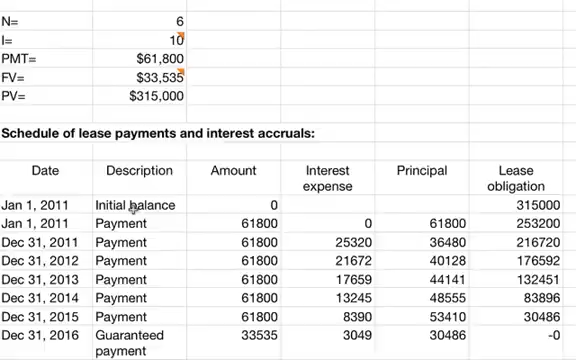 N= 6
I= 10
PMT= $61,800
FV= $33,535
PV= $315,000
Schedule of lease payments and interest accruals:
Date Description Amount Interest expense Principal Lease obligation
Jan 1, 2011 Initial balance 0 315000
Jan 1, 2011 Payment 61800 0 61800 253200
Dec 31, 2011 Payment 61800 25320 36480 216720
Dec 31, 2012 Payment 61800 21672 40128 176592
Dec 31, 2013 Payment 61800 17659 44141 132451
Dec 31, 2014 Payment 61800 13245 48555 83896
Dec 31, 2015 Payment 61800 8390 53410 30486
Dec 31, 2016 Guaranteed payment 33535 3049 30486 -0